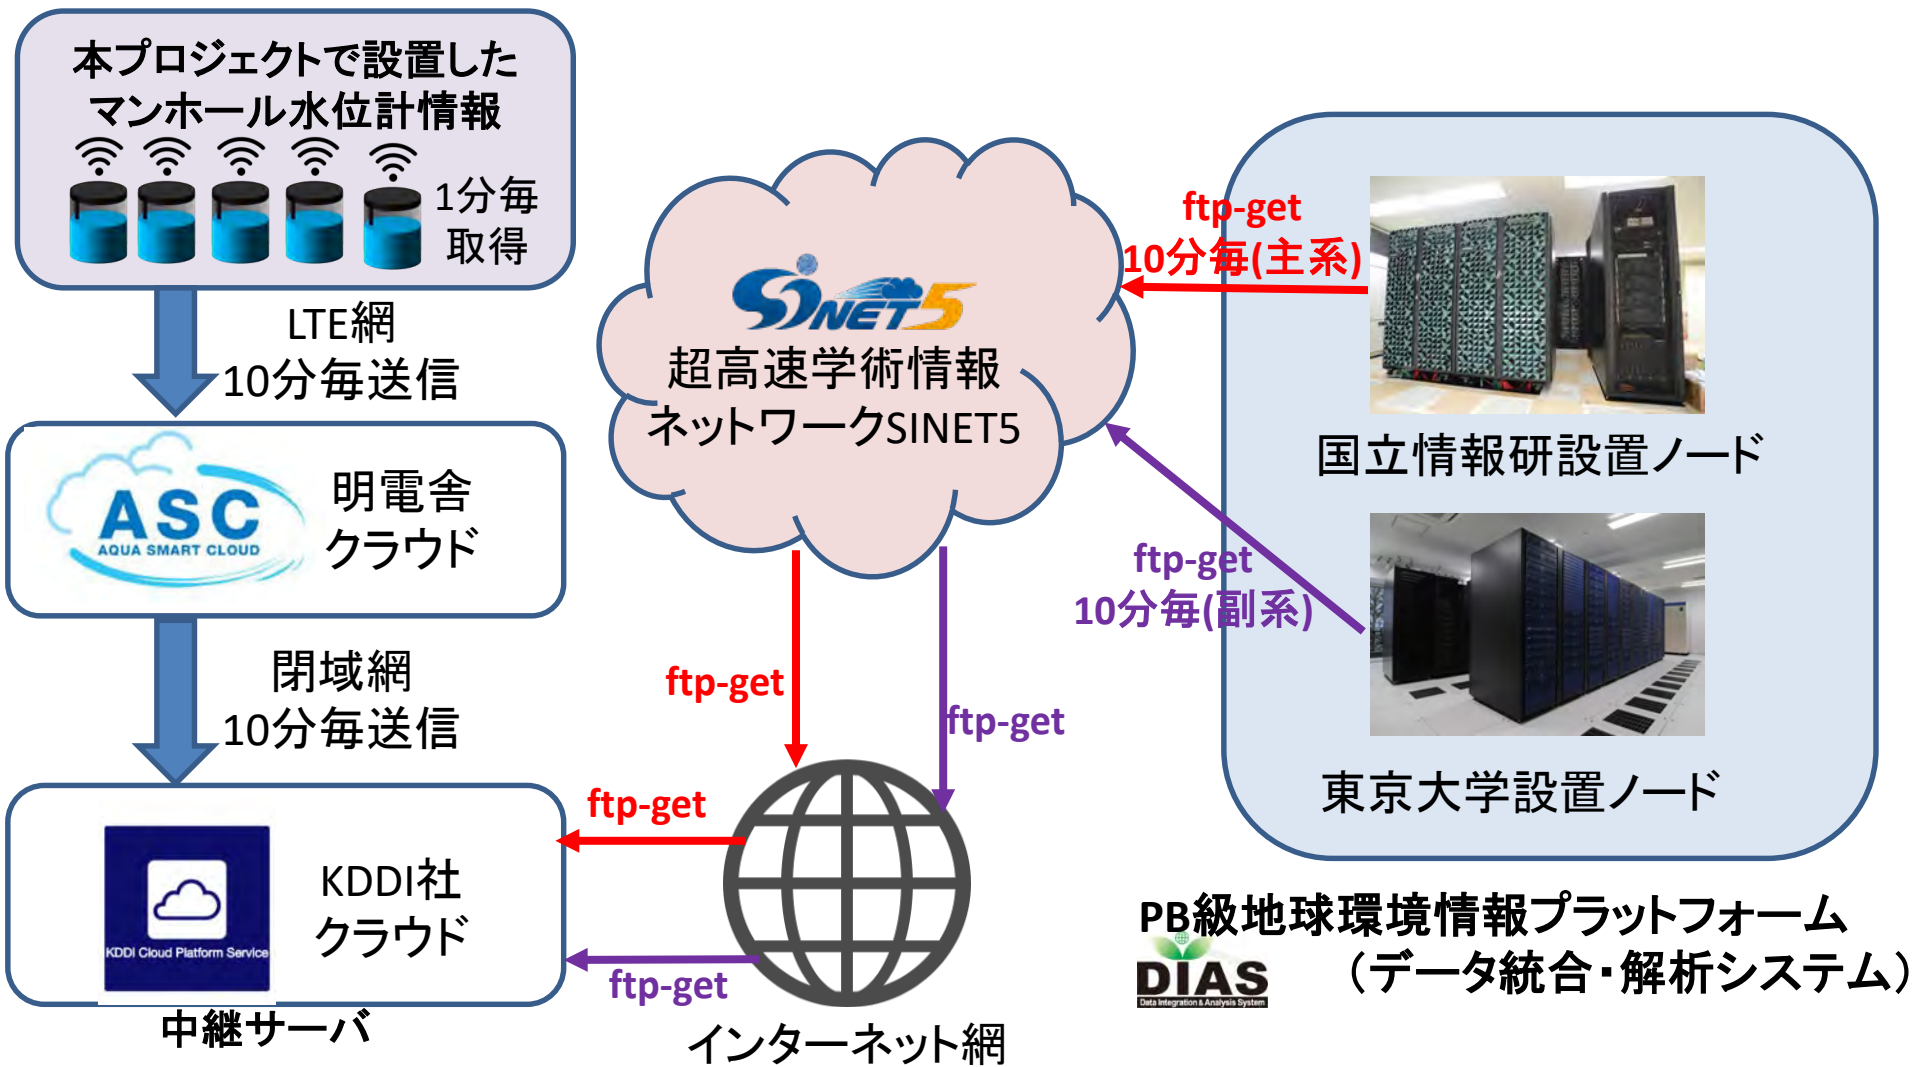 本プロジェクトで設置した
マンホール水位計情報
1分毎
取得
LTE網
10分毎送信
ASC
AQUA SMART CLOUD
明電舎
クラウド
閉域網
10分毎送信
KDDI Cloud Platform Service
KDDI社
クラウド
中継サーバ
SINET5
超高速学術情報
ネットワークSINET5
ftp-get
10分毎(主系)
ftp-get
10分毎(副系)
ftp-get
ftp-get
ftp-get
ftp-get
インターネット網
国立情報研設置ノード
東京大学設置ノード
PB級地球環境情報プラットフォーム
（データ統合・解析システム）
DIAS
Data Integration & Analysis System